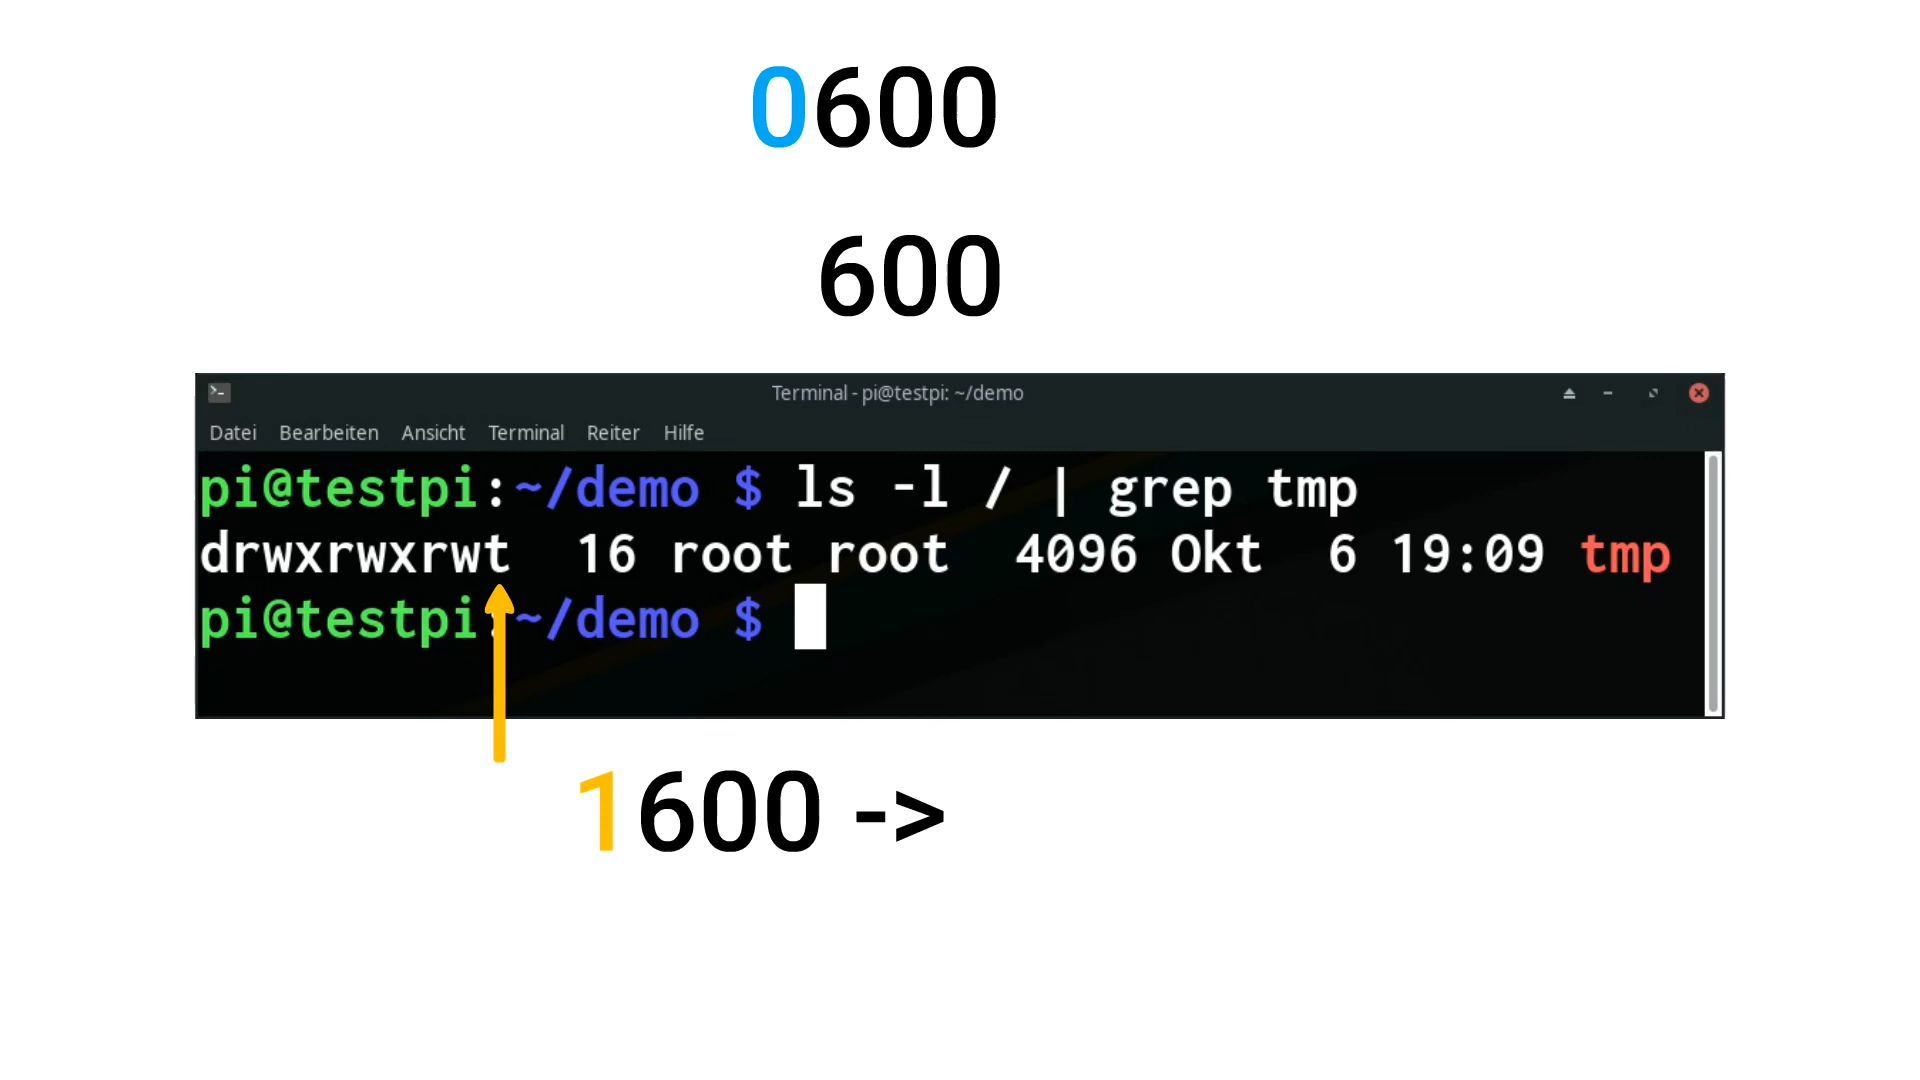 0600
600
Terminal - pi@testpi: ~/demo
Datei Bearbeiten Ansicht Terminal Reiter Hilfe
pi@testpi:~/demo $ ls -l / | grep tmp
drwxrwxrwt 16 root root 4096 Okt 6 19:09 tmp
pi@testpi:~/demo $
1600 ->